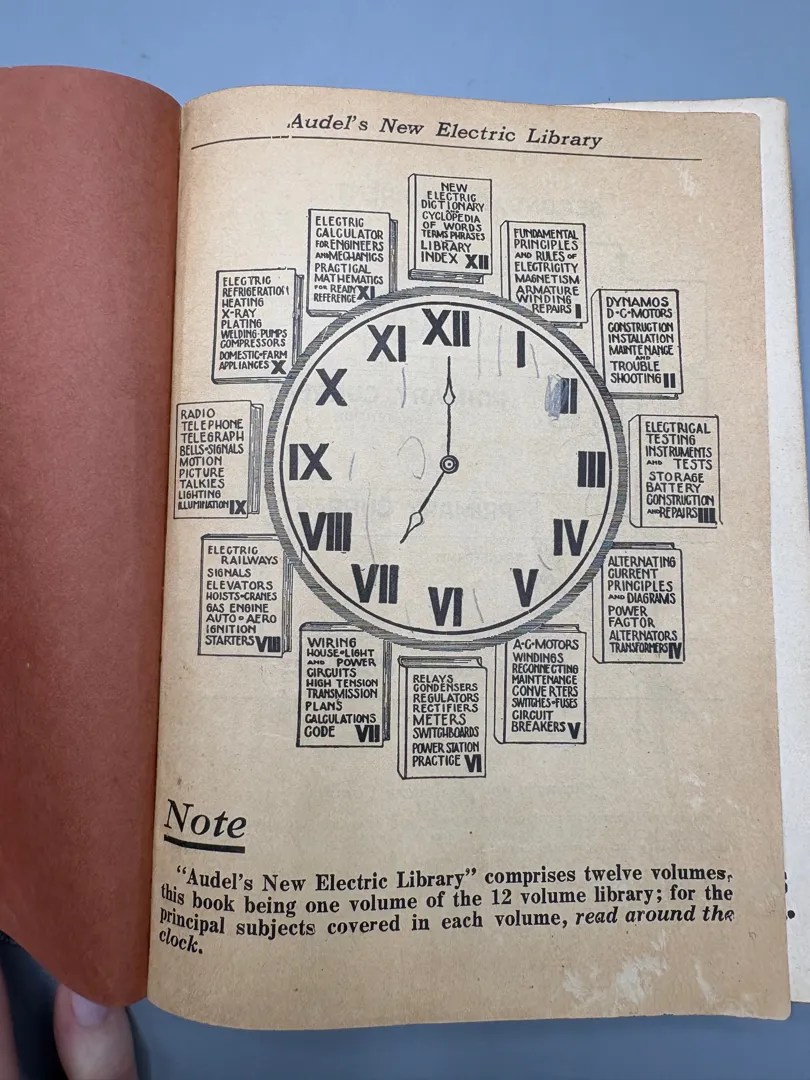 Audel's New Electric Library
NEW
ELECTRIC
DICTIONARY
CYCLOPEDIA
OF WORDS
TERMS PHRASES
LIBRARY
INDEX XII
FUNDAMENTAL
PRINCIPLES
AND RULES OF
ELECTRICITY
MAGNETISM
ARMATURE
WINDING
REPAIRS I
DYNAMOS
D-C-MOTORS
CONSTRUCTION
INSTALLATION
MAINTENANCE
AND
TROUBLE
SHOOTING II
ELECTRICAL
TESTING
INSTRUMENTS
AND TESTS
STORAGE
BATTERY
CONSTRUCTION
AND REPAIRS III
ALTERNATING
CURRENT
PRINCIPLES
AND DIAGRAMS
POWER
FACTOR
ALTERNATORS
TRANSFORMERS IV
A-C-MOTORS
WINDINGS
RECONNECTING
MAINTENANCE
CONVERTERS
SWITCHES-FUSES
CIRCUIT
BREAKERS V
RELAYS
CONDENSERS
REGULATORS
RECTIFIERS
METERS
SWITCHBOARDS
POWER STATION
PRACTICE VI
WIRING
HOUSE-LIGHT
AND POWER
CIRCUITS
HIGH TENSION
TRANSMISSION
PLANS
CALCULATIONS
CODE VII
ELECTRIC
RAILWAYS
SIGNALS
ELEVATORS
HOISTS-CRANES
GAS ENGINE
AUTO-AERO
IGNITION
STARTERS VIII
RADIO
TELEPHONE
TELEGRAPH
BELLS-SIGNALS
MOTION
PICTURE
TALKIES
LIGHTING
ILLUMINATION IX
ELECTRIC
REFRIGERATION
HEATING
X-RAY
PLATING
WELDING-PUMPS
COMPRESSORS
DOMESTIC-FARM
APPLIANCES X
ELECTRIC
CALCULATOR
FOR ENGINEERS
AND MECHANICS
PRACTICAL
MATHEMATICS
FOR READY
REFERENCE XI
XII
I
II
III
IV
V
VI
VII
VIII
IX
X
XI
Note
"Audel's New Electric Library" comprises twelve volumes,
this book being one volume of the 12 volume library; for the
principal subjects covered in each volume, read around the
clock.